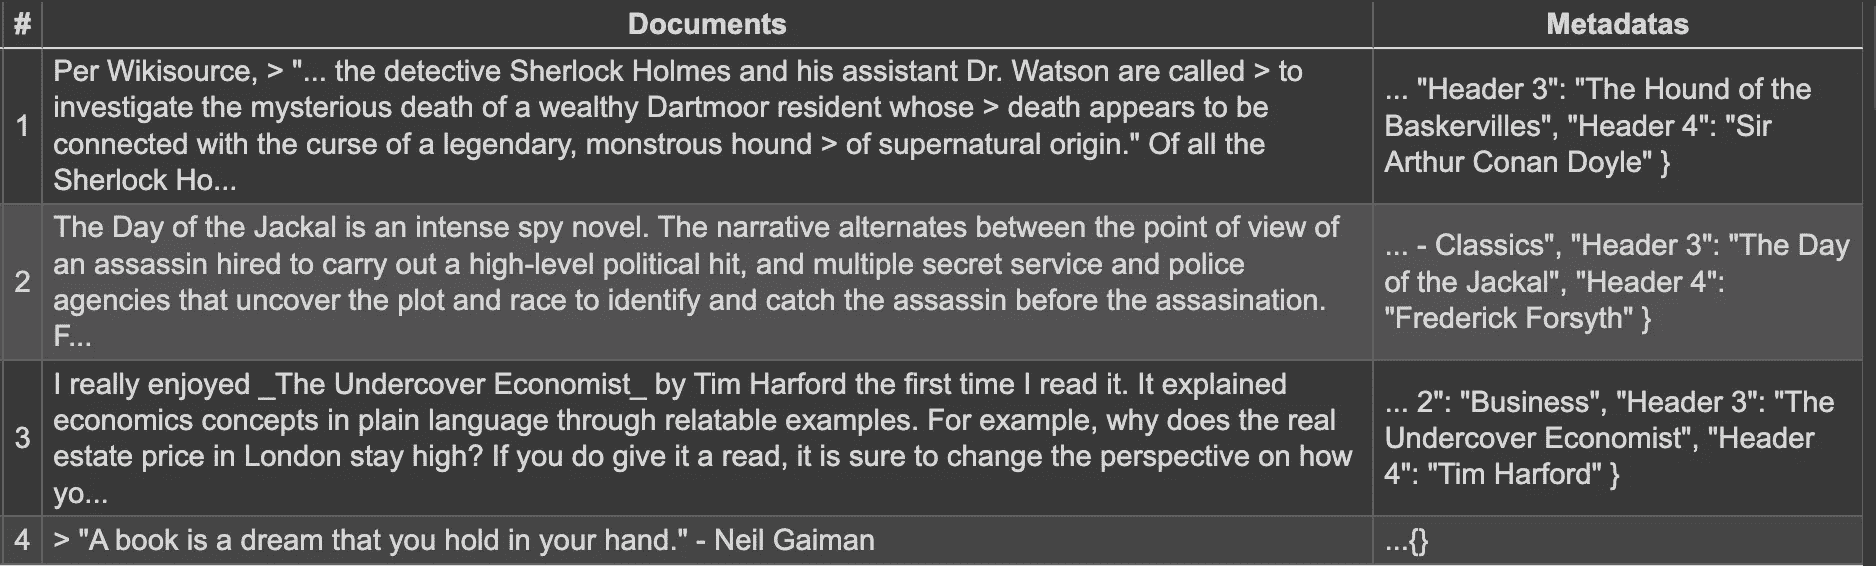 # Documents Metadatas
1
Per Wikisource, > "... the detective Sherlock Holmes and his assistant Dr. Watson are called > to
investigate the mysterious death of a wealthy Dartmoor resident whose > death appears to be
connected with the curse of a legendary, monstrous hound > of supernatural origin." Of all the
Sherlock Ho...
... "Header 3": "The Hound of the
Baskervilles", "Header 4": "Sir
Arthur Conan Doyle" }
2
The Day of the Jackal is an intense spy novel. The narrative alternates between the point of view of
an assassin hired to carry out a high-level political hit, and multiple secret service and police
agencies that uncover the plot and race to identify and catch the assassin before the assasination.
F...
... - Classics", "Header 3": "The Day
of the Jackal", "Header 4":
"Frederick Forsyth" }
3
I really enjoyed _The Undercover Economist_ by Tim Harford the first time I read it. It explained
economics concepts in plain language through relatable examples. For example, why does the real
estate price in London stay high? If you do give it a read, it is sure to change the perspective on how
yo...
... 2": "Business", "Header 3": "The
Undercover Economist", "Header
4": "Tim Harford" }
4
> "A book is a dream that you hold in your hand." - Neil Gaiman
...{}